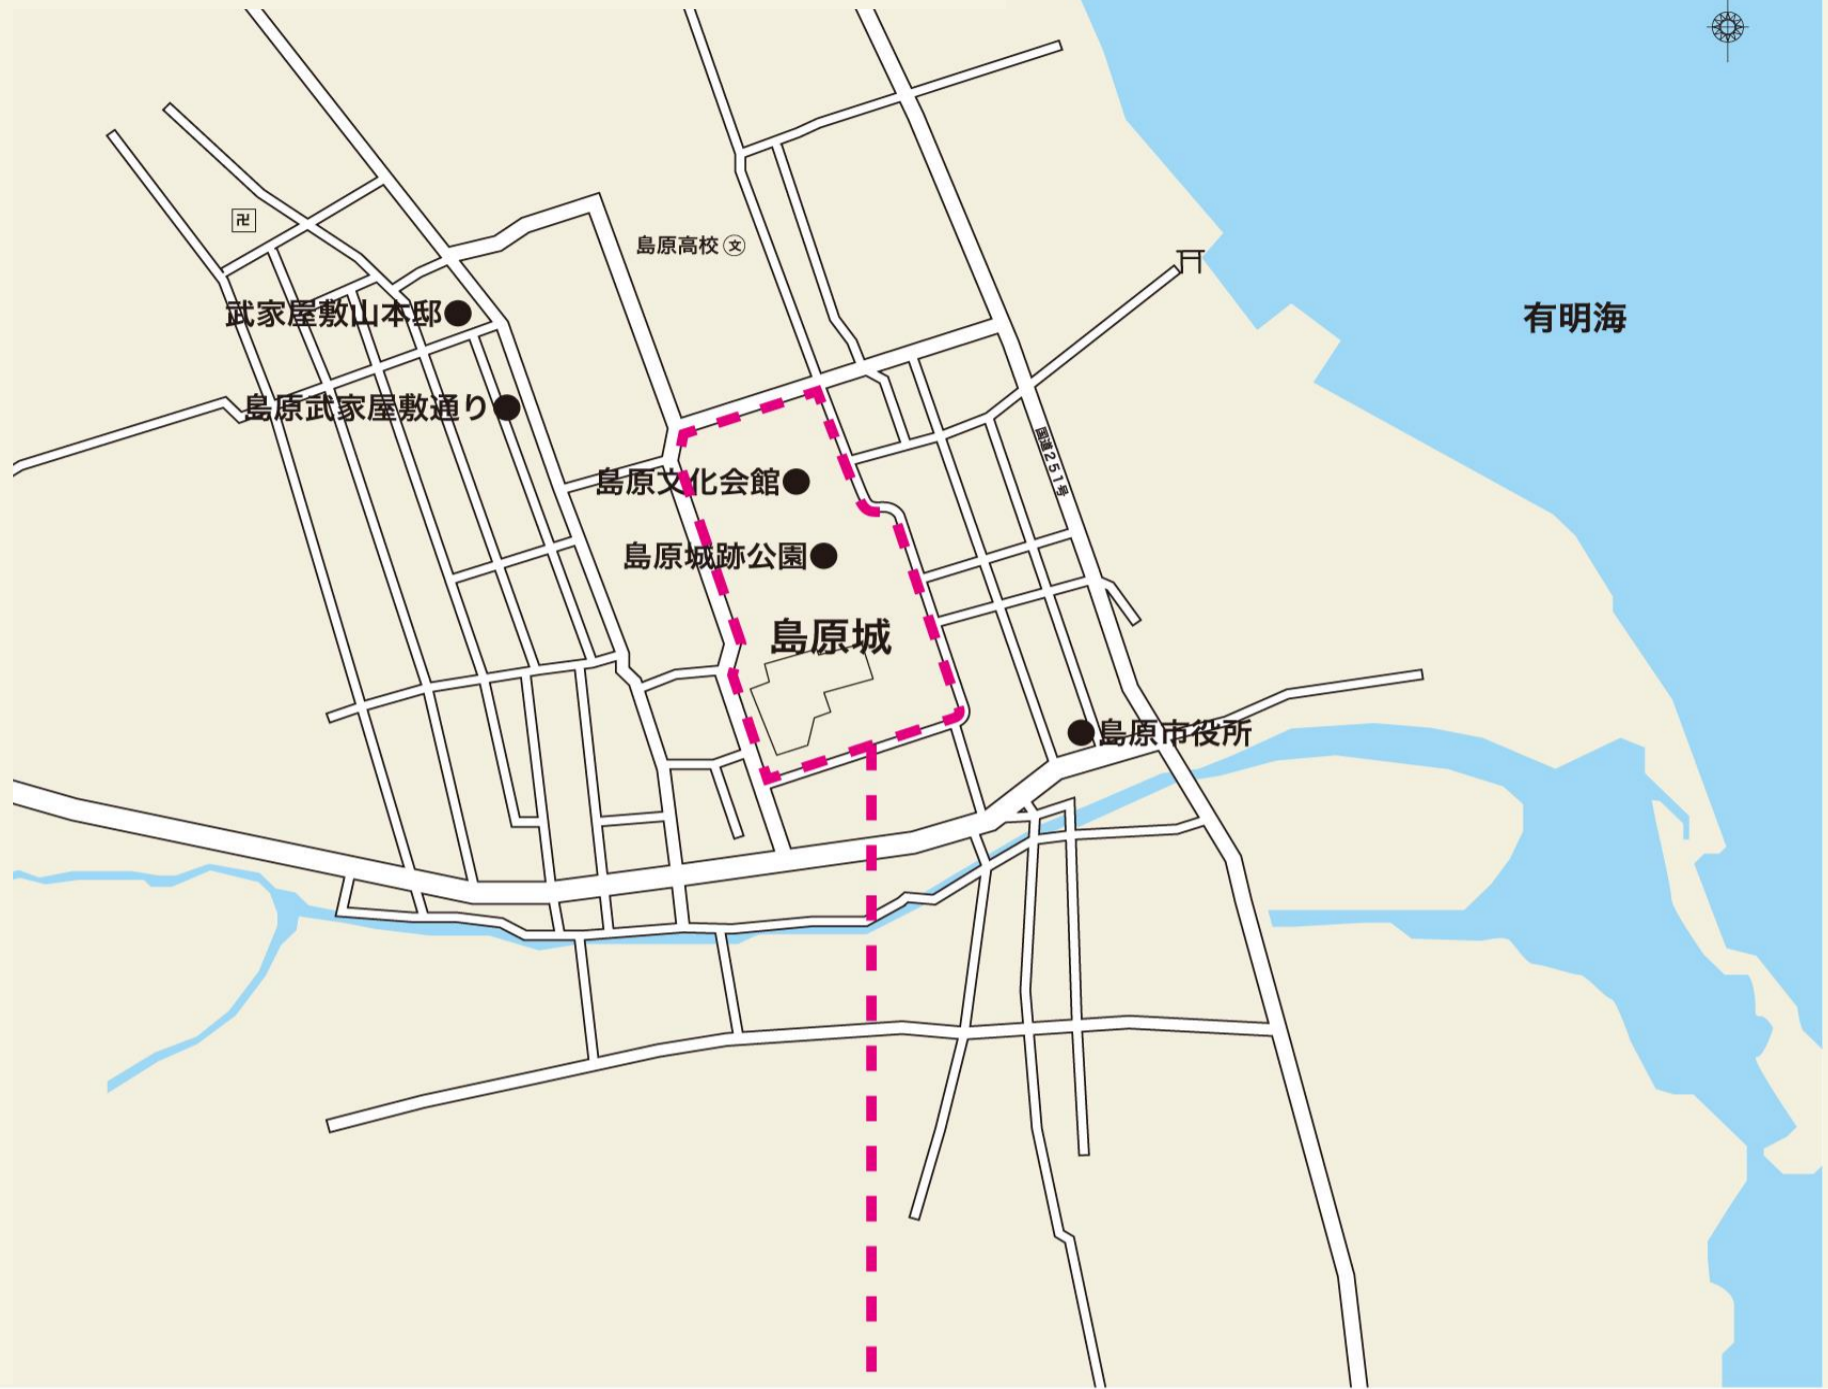 卍
島原高校 文
武家屋敷山本邸
有明海
島原武家屋敷通り
国道251号
島原文化会館
島原城跡公園
島原城
島原市役所